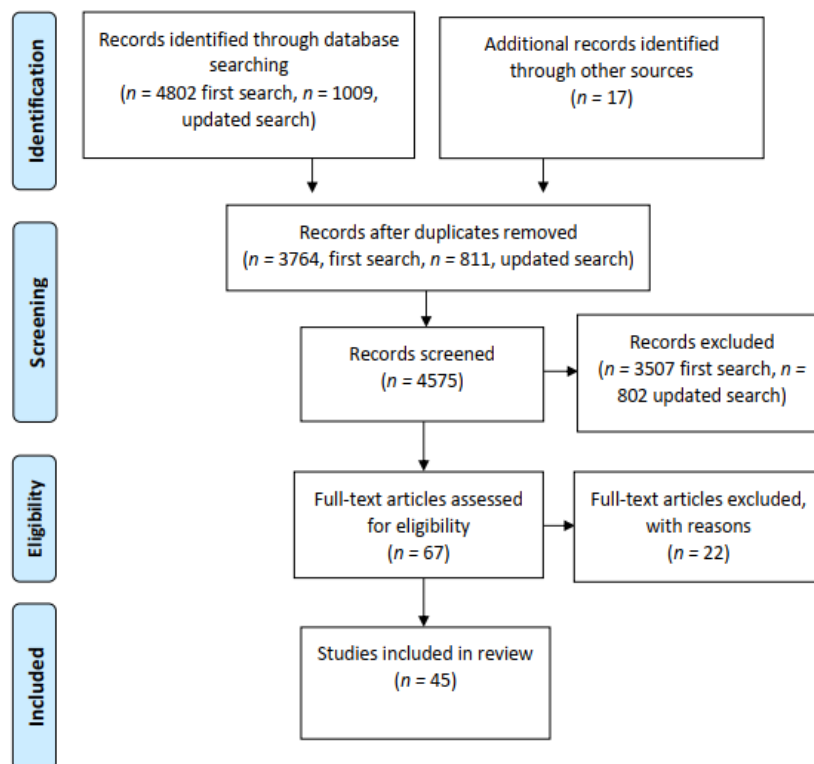 Identification
Records identified through database
searching
(n = 4802 first search, n = 1009,
updated search)
Additional records identified
through other sources
(n = 17)
Screening
Records after duplicates removed
(n = 3764, first search, n = 811, updated search)
Records screened
(n = 4575)
Records excluded
(n = 3507 first search, n =
802 updated search)
Eligibility
Full-text articles assessed
for eligibility
(n = 67)
Full-text articles excluded,
with reasons
(n = 22)
Included
Studies included in review
(n = 45)